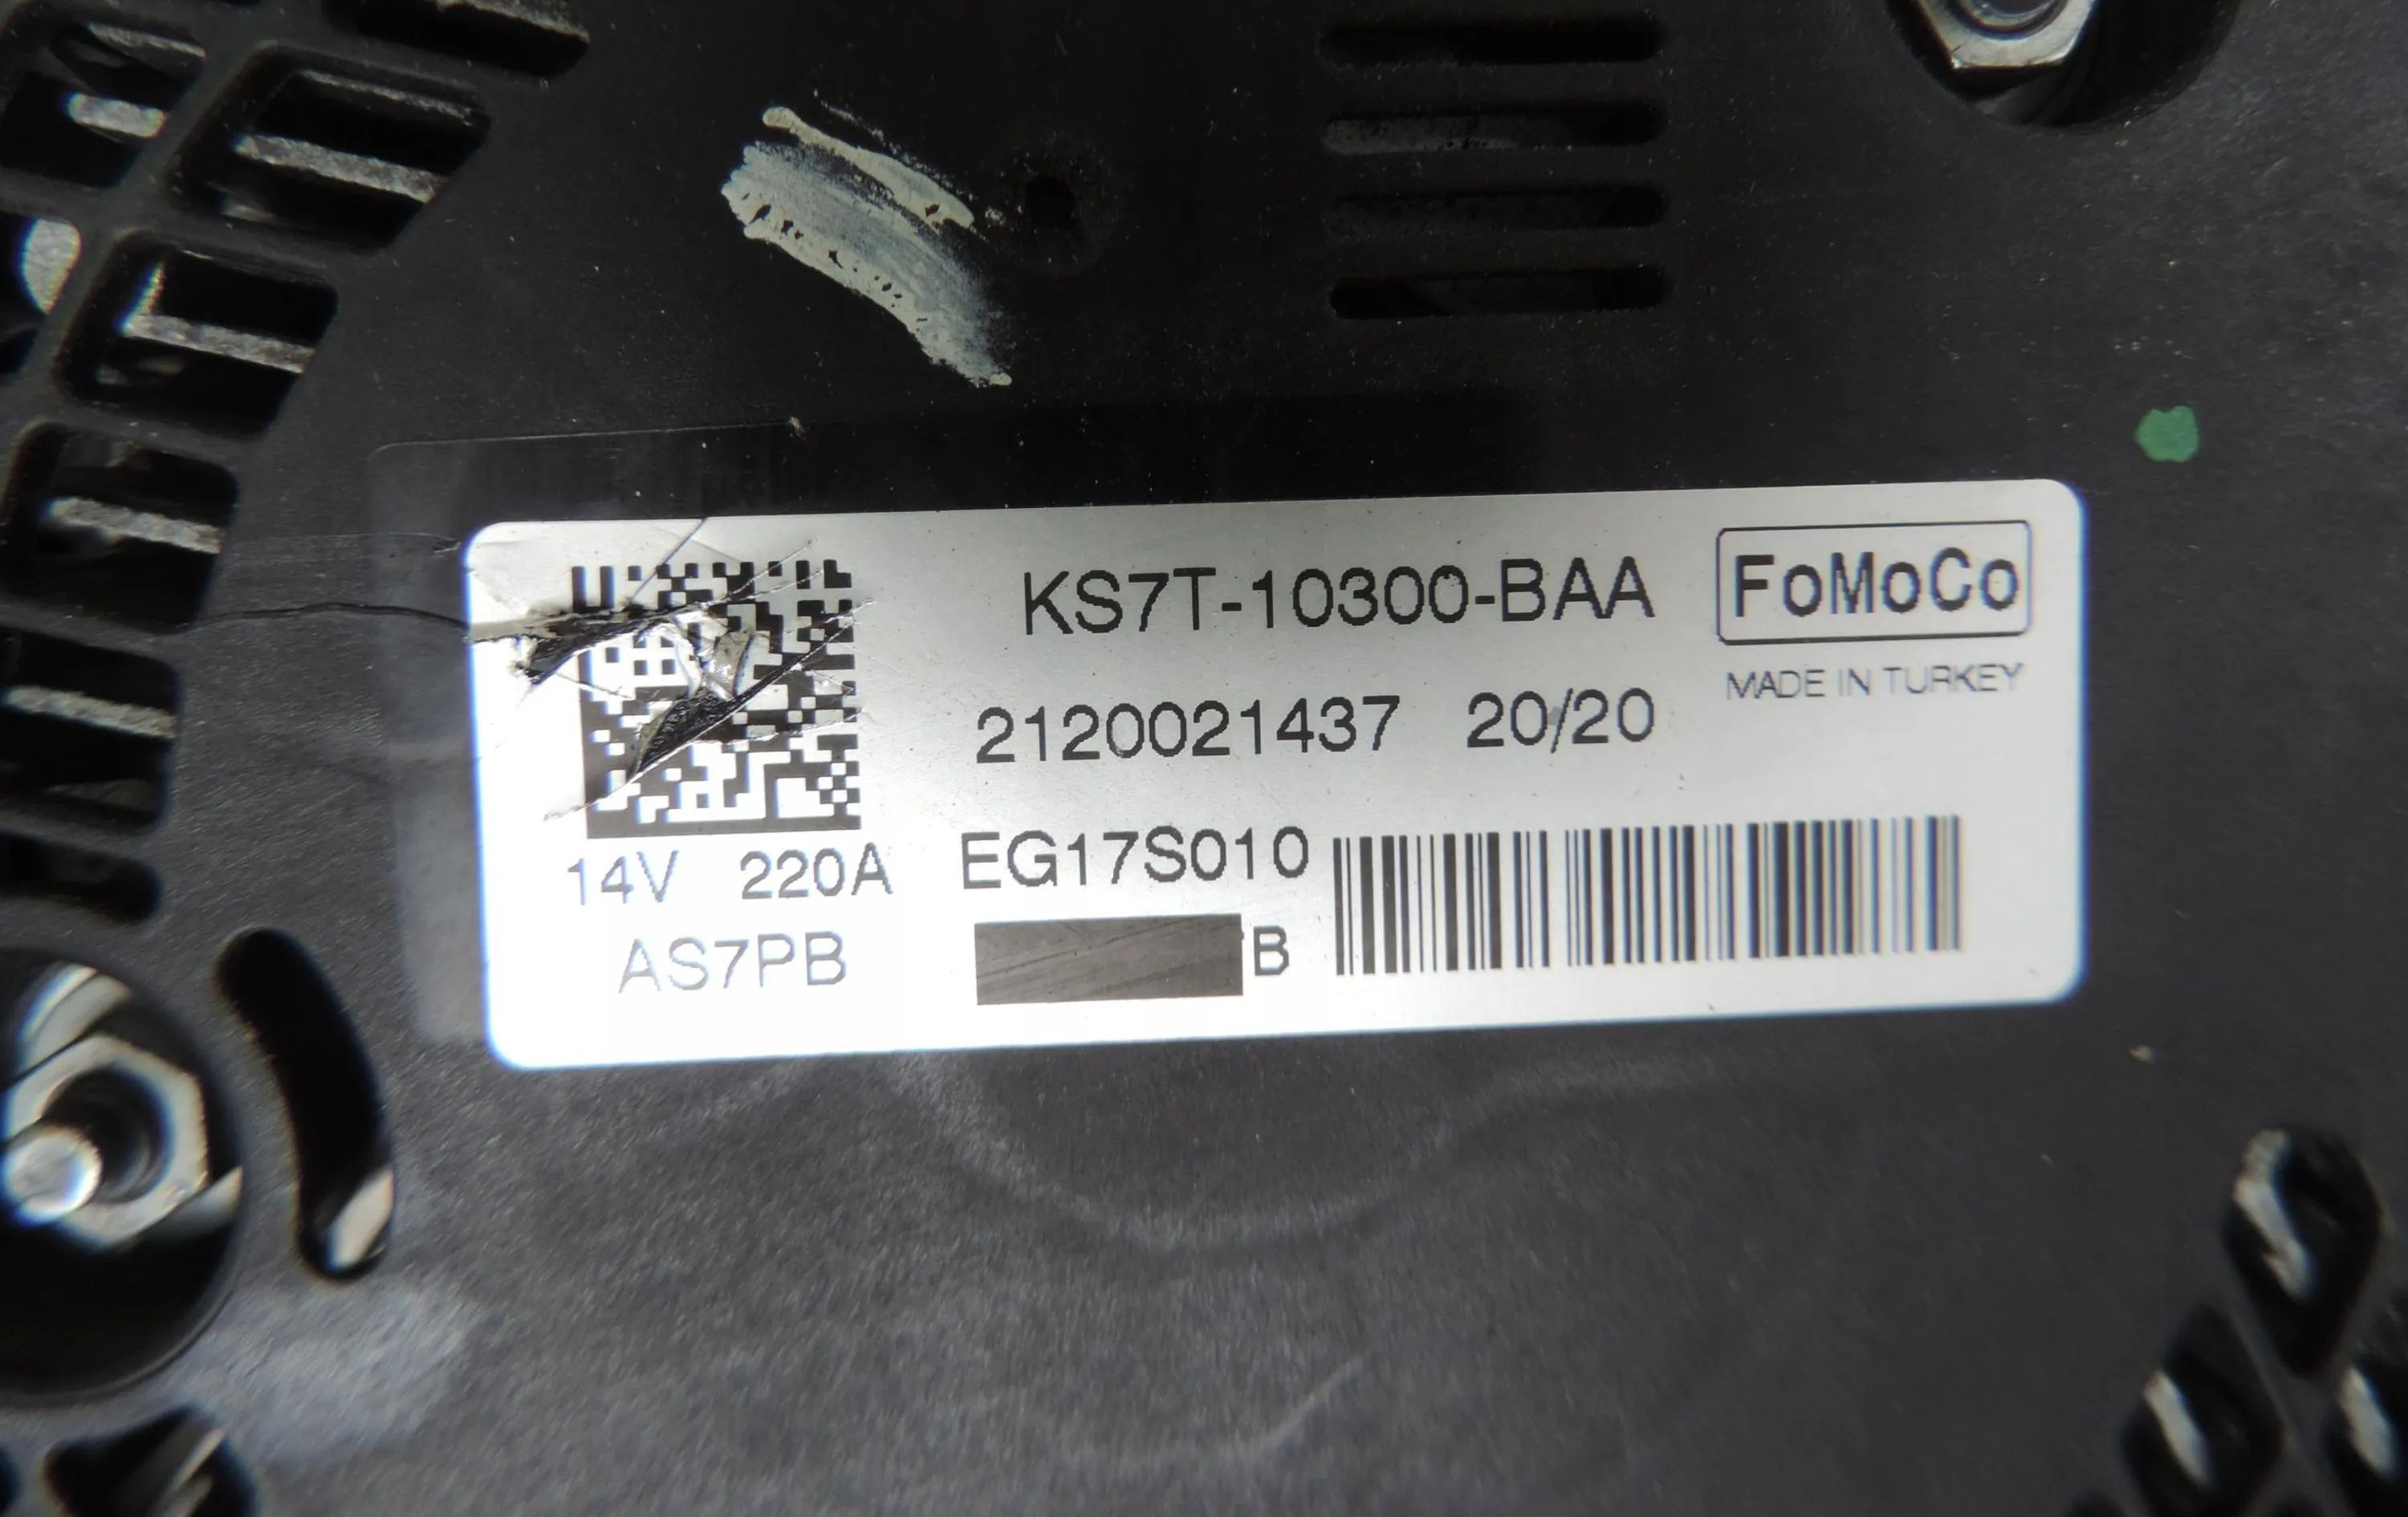 KS7T-10300-BAA
FoMoCo
MADE IN TURKEY
2120021437 20/20
EG17S010
14V 220A
AS7PB
B